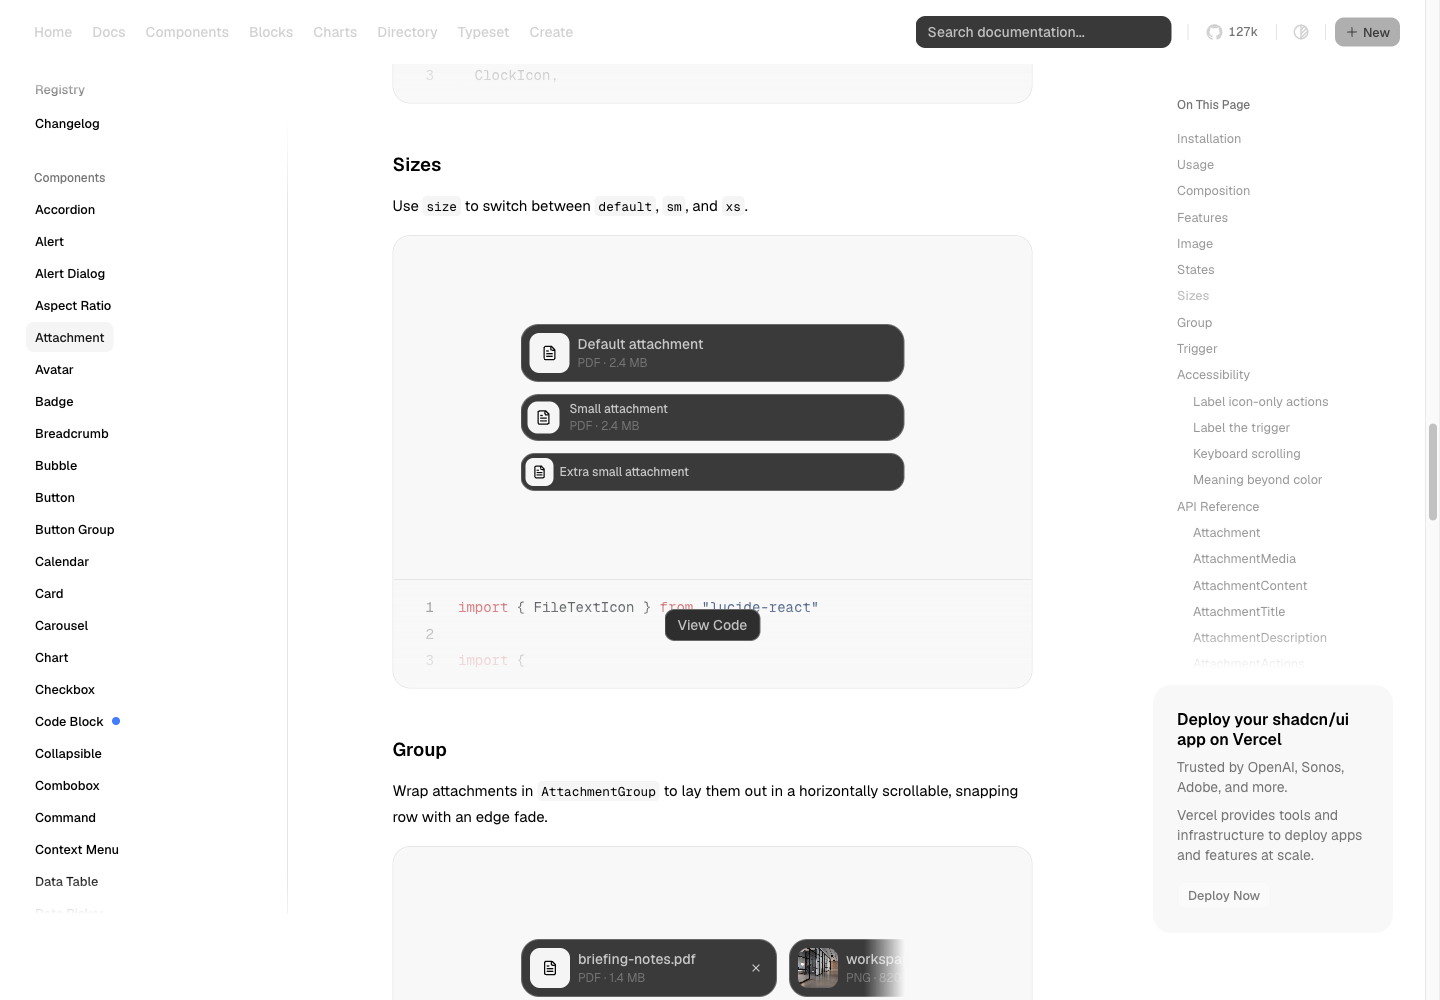 Home Docs Components Blocks Charts Directory Typeset Create
Search documentation...
127k
New
Registry
Changelog
Components
Accordion
Alert
Alert Dialog
Aspect Ratio
Attachment
Avatar
Badge
Breadcrumb
Bubble
Button
Button Group
Calendar
Card
Carousel
Chart
Checkbox
Code Block
Collapsible
Combobox
Command
Context Menu
Data Table
Date Picker
3 ClockIcon,
Sizes
Use size to switch between default, sm, and xs.
Default attachment
PDF · 2.4 MB
Small attachment
PDF · 2.4 MB
Extra small attachment
1 import { FileTextIcon } from "lucide-react"
2
View Code
3 import {
Group
Wrap attachments in AttachmentGroup to lay them out in a horizontally scrollable, snapping
row with an edge fade.
briefing-notes.pdf
PDF · 1.4 MB
PNG
On This Page
Installation
Usage
Composition
Features
Image
States
Sizes
Group
Trigger
Accessibility
Label icon-only actions
Label the trigger
Keyboard scrolling
Meaning beyond color
API Reference
Attachment
AttachmentMedia
AttachmentContent
AttachmentTitle
AttachmentDescription
AttachmentActions
Deploy your shadcn/ui
app on Vercel
Trusted by OpenAI, Sonos,
Adobe, and more.
Vercel provides tools and
infrastructure to deploy apps
and features at scale.
Deploy Now